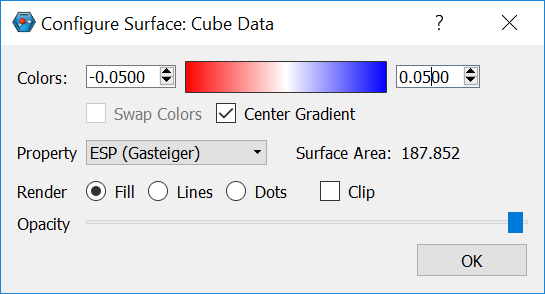 Configure Surface: Cube Data ?
Colors: -0.0500 0.0500
Swap Colors Center Gradient
Property ESP (Gasteiger) Surface Area: 187.852
Render Fill Lines Dots Clip
Opacity
OK